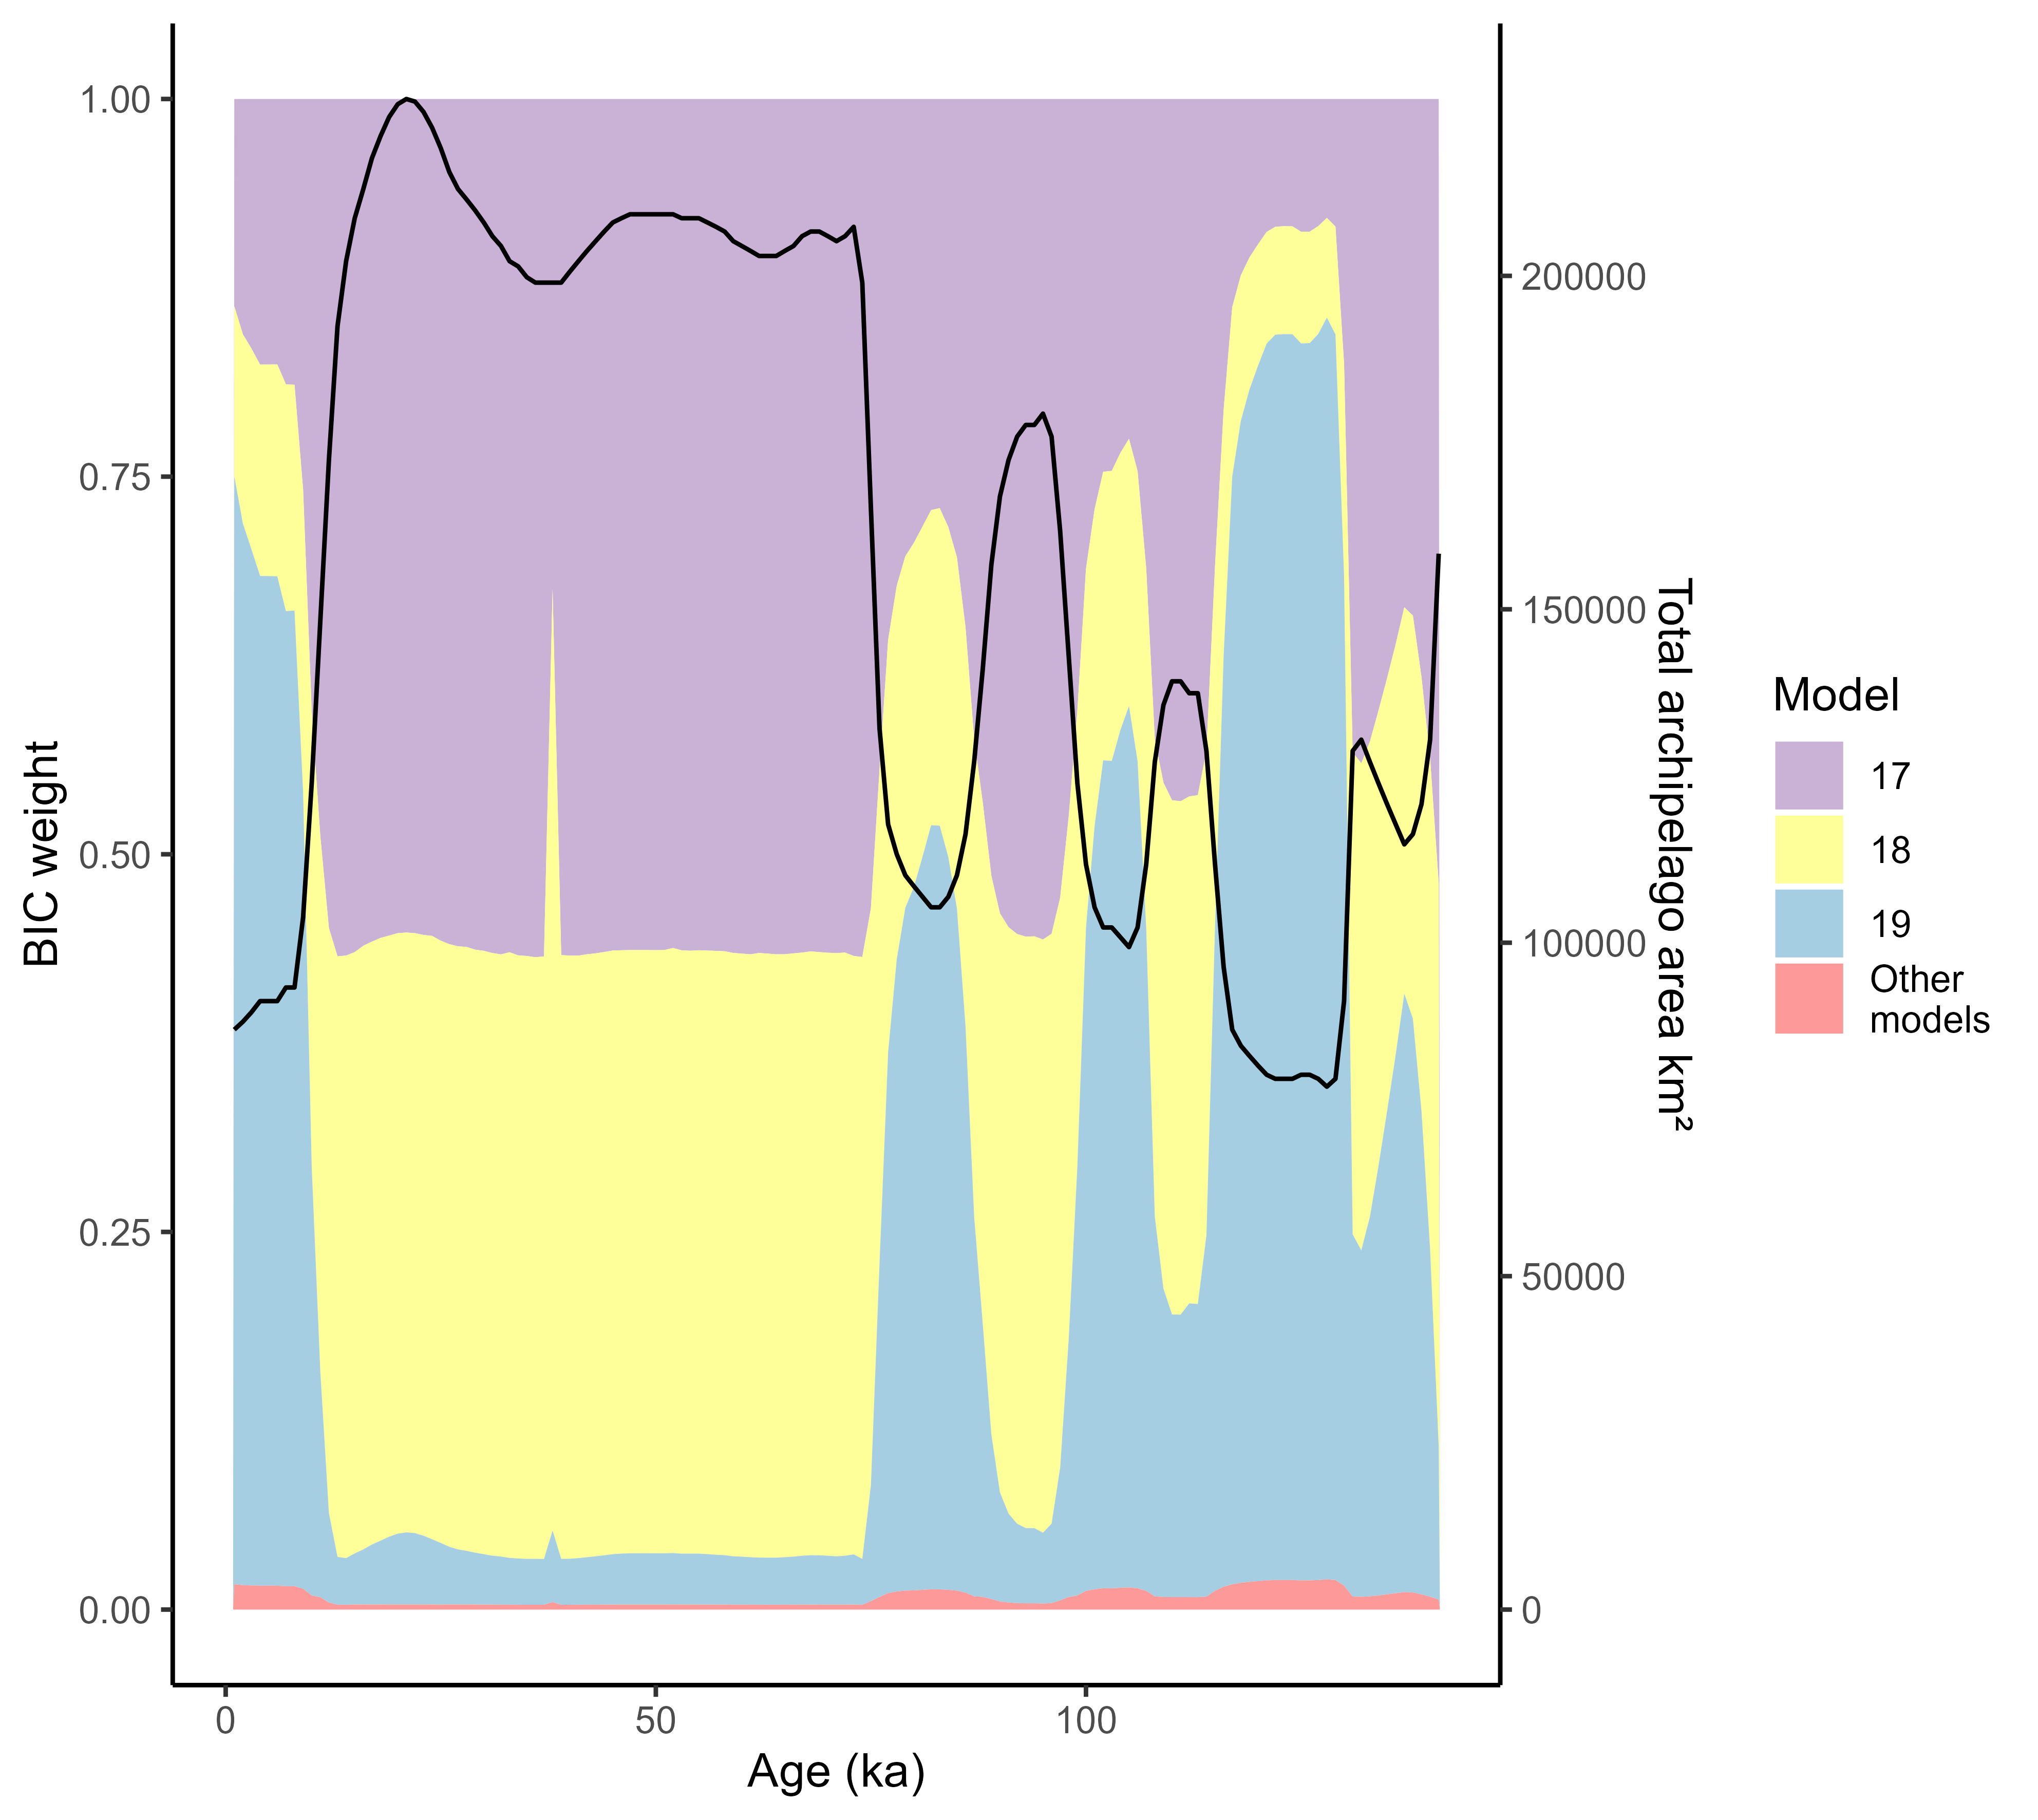 1.00
0.75
0.50
0.25
0.00
BIC weight
0
50
100
Age (ka)
200000
150000
100000
50000
0
Total archipelago area km²
Model
17
18
19
Other
models